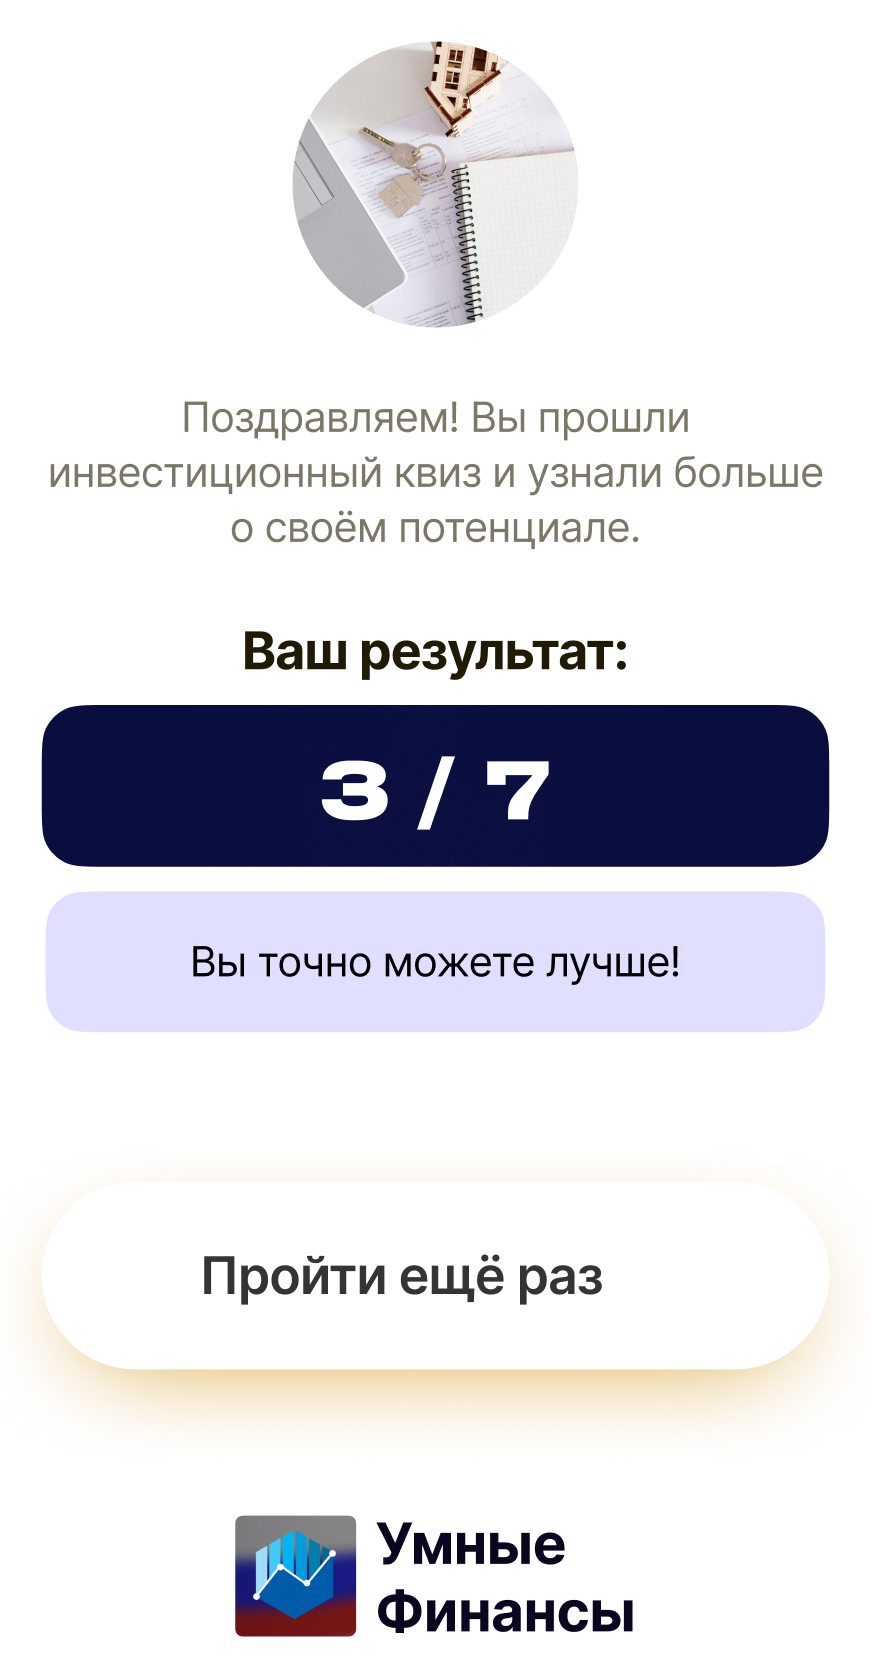 Поздравляем! Вы прошли
инвестиционный квиз и узнали больше
о своём потенциале.
Ваш результат:
3 / 7
Вы точно можете лучше!
Пройти ещё раз
Умные
Финансы